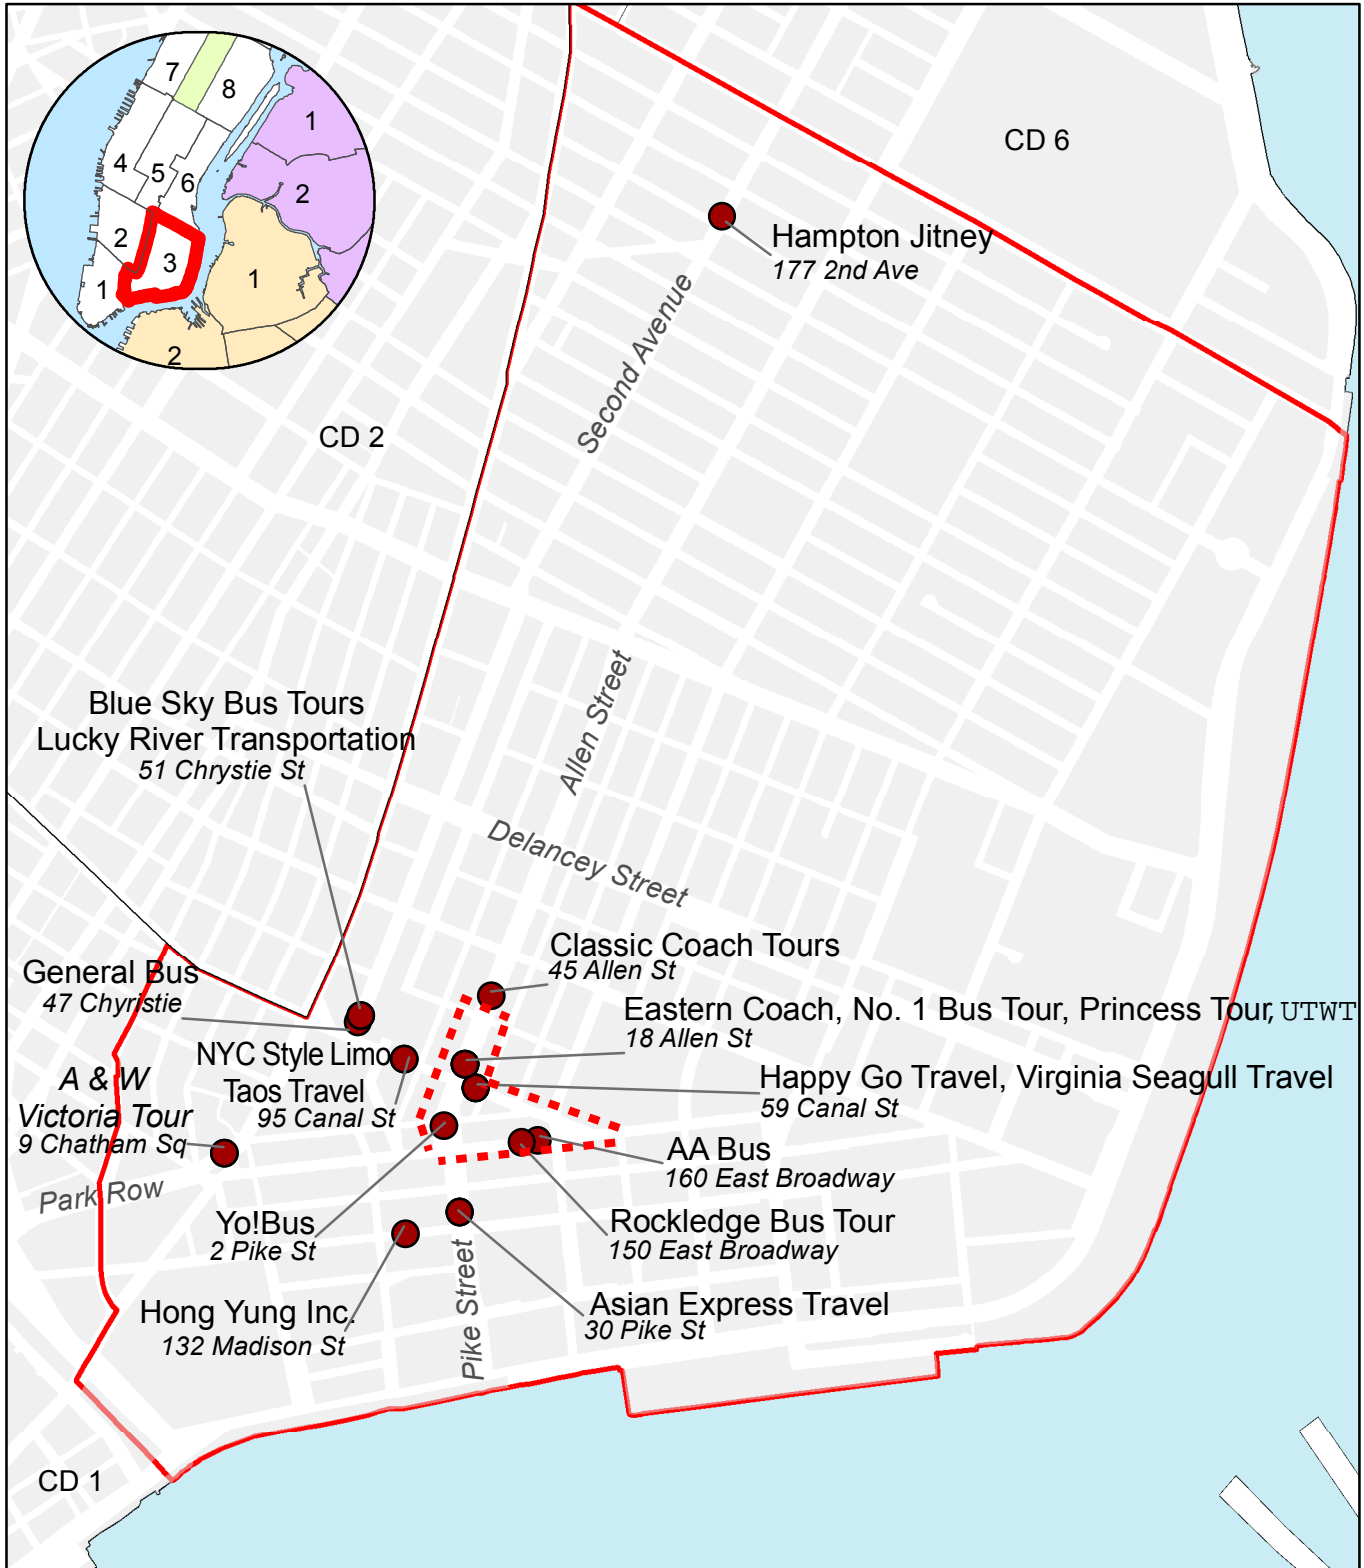 7
8
1
4
5
6
2
2
3
1
1
2
CD 6
Hampton Jitney
177 2nd Ave
Second Avenue
CD 2
Allen Street
Blue Sky Bus Tours
Lucky River Transportation
51 Chrystie St
Delancey Street
Classic Coach Tours
45 Allen St
General Bus
47 Chyristie
Eastern Coach, No. 1 Bus Tour, Princess Tour, UTWT
18 Allen St
NYC Style Limo
Taos Travel
95 Canal St
Happy Go Travel, Virginia Seagull Travel
59 Canal St
A & W
Victoria Tour
9 Chatham Sq
AA Bus
160 East Broadway
Park Row
Yo!Bus
2 Pike St
Rockledge Bus Tour
150 East Broadway
Pike Street
Hong Yung Inc.
132 Madison St
Asian Express Travel
30 Pike St
CD 1